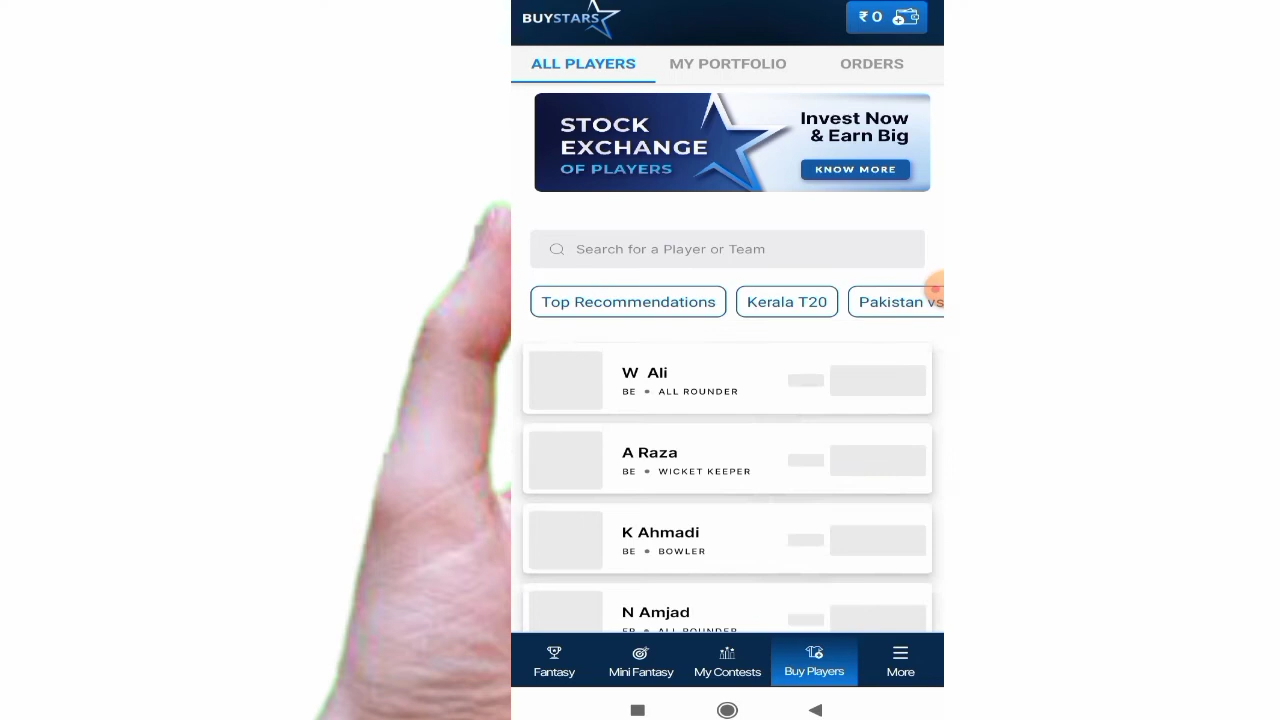 BUYSTARS
₹ 0
ALL PLAYERS MY PORTFOLIO ORDERS
STOCK
EXCHANGE
OF PLAYERS
Invest Now
& Earn Big
KNOW MORE
Search for a Player or Team
Top Recommendations Kerala T20 Pakistan vs
W Ali
BE • ALL ROUNDER
A Raza
BE • WICKET KEEPER
K Ahmadi
BE • BOWLER
N Amjad
ALL ROUNDER
Fantasy Mini Fantasy My Contests Buy Players More